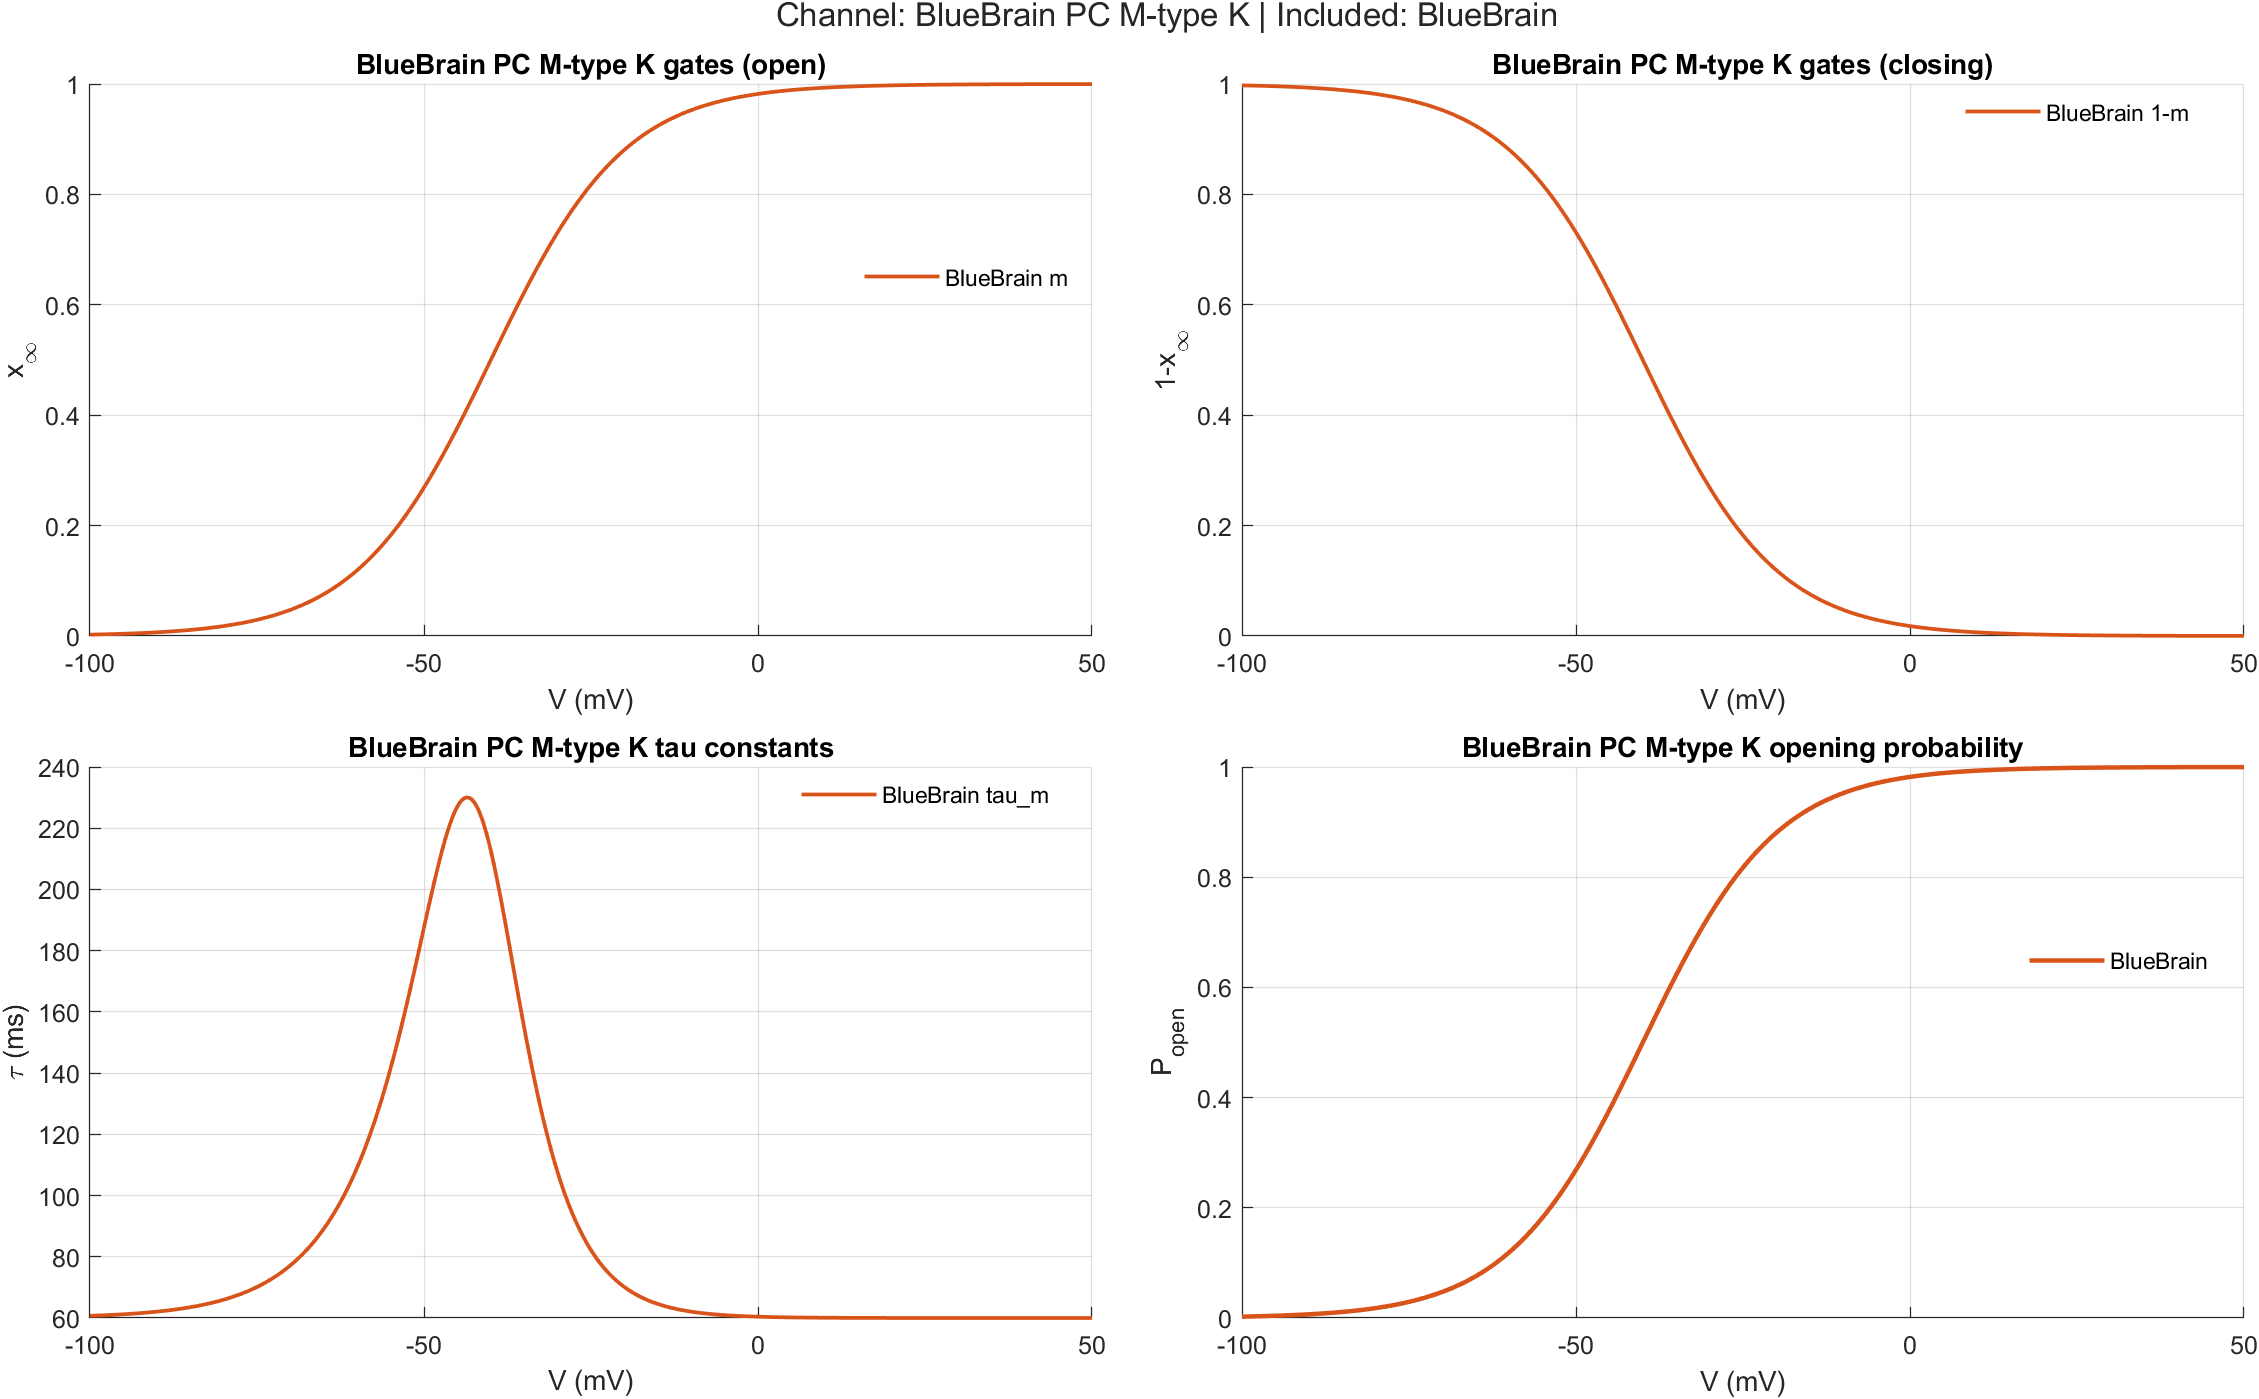 Channel: BlueBrain PC M-type K | Included: BlueBrain
BlueBrain PC M-type K gates (open)
1
0.8
0.6
0.4
0.2
0
x∞
BlueBrain m
-100 -50 0 50
V (mV)
BlueBrain PC M-type K gates (closing)
1
0.8
0.6
0.4
0.2
0
1-x∞
BlueBrain 1-m
-100 -50 0 50
V (mV)
BlueBrain PC M-type K tau constants
240
220
200
180
160
140
120
100
80
60
τ (ms)
BlueBrain tau_m
-100 -50 0 50
V (mV)
BlueBrain PC M-type K opening probability
1
0.8
0.6
0.4
0.2
0
Popen
BlueBrain
-100 -50 0 50
V (mV)